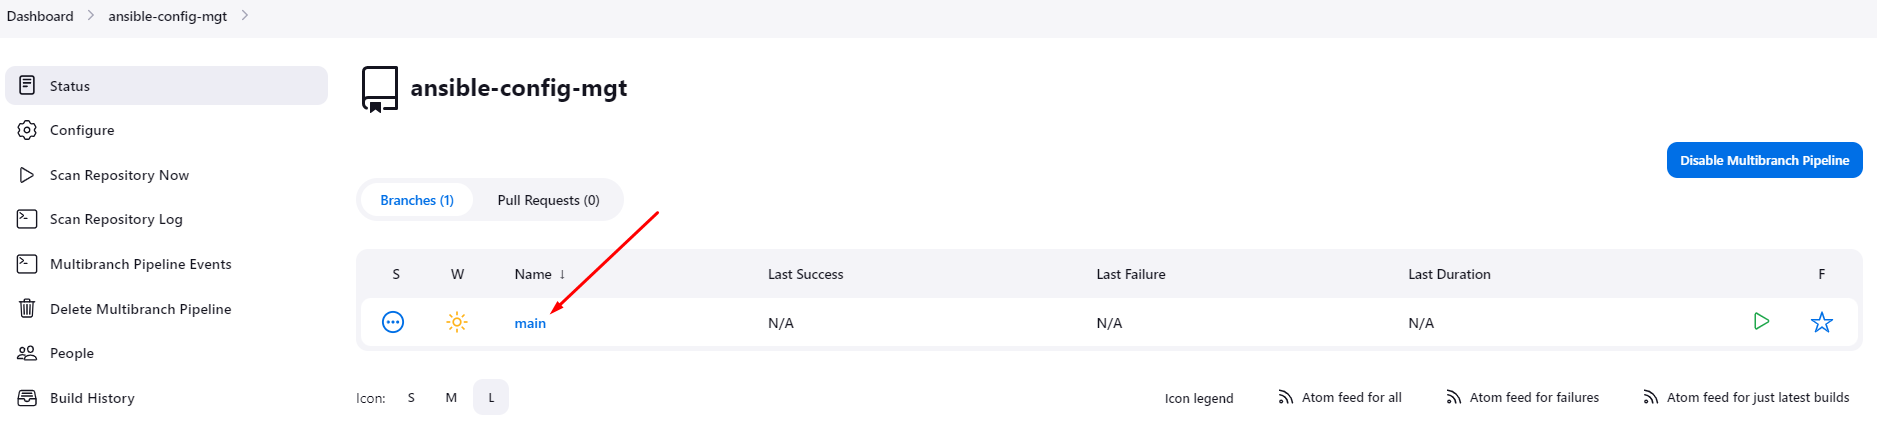 Dashboard > ansible-config-mgt >
Status
Configure
Scan Repository Now
Scan Repository Log
Multibranch Pipeline Events
Delete Multibranch Pipeline
People
Build History
ansible-config-mgt
Disable Multibranch Pipeline
Branches (1) Pull Requests (0)
S W Name ↓ Last Success Last Failure Last Duration F
main N/A N/A N/A
Icon: S M L Icon legend Atom feed for all Atom feed for failures Atom feed for just latest builds